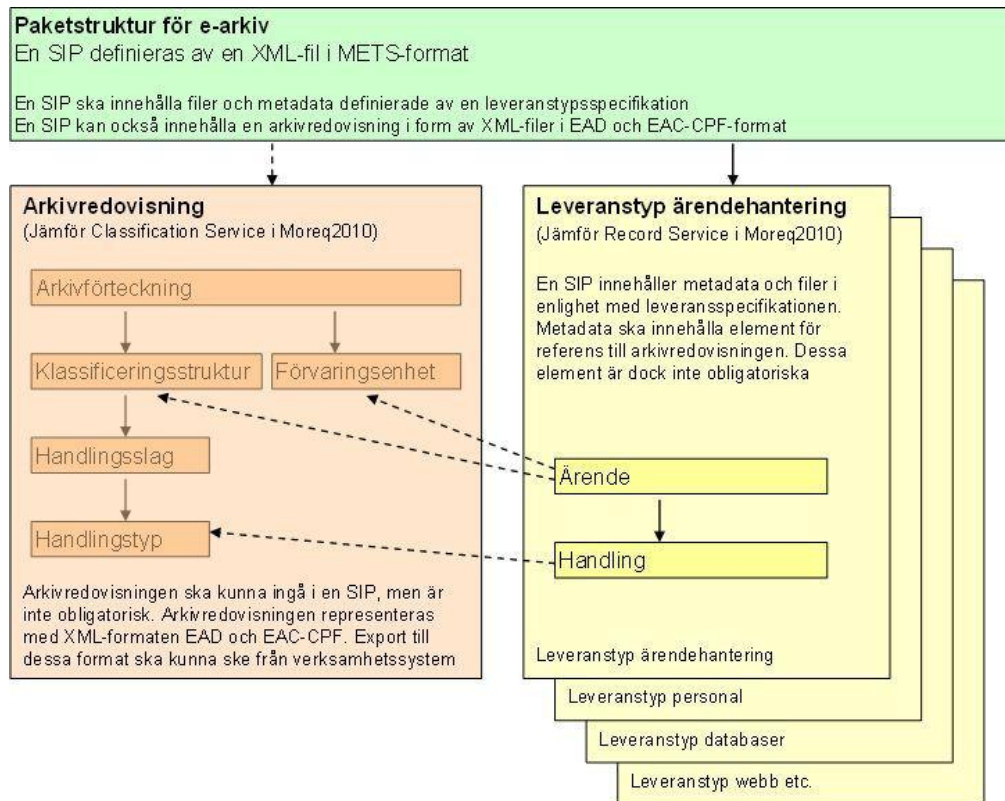 Paketstruktur för e-arkiv
En SIP definieras av en XML-fil i METS-format
En SIP ska innehålla filer och metadata definierade av en leveranstypsspecifikation
En SIP kan också innehålla en arkivredovisning i form av XML-filer i EAD och EAC-CPF-format
Arkivredovisning
(Jämför Classification Service i Moreq2010)
Arkivförteckning
Klassificeringsstruktur
Förvaringsenhet
Handlingsslag
Handlingstyp
Arkivredovisningen ska kunna ingå i en SIP, men är
inte obligatorisk. Arkivredovisningen representeras
med XML-formaten EAD och EAC-CPF. Export till
dessa format ska kunna ske från verksamhetssystem
Leveranstyp ärendehantering
(Jämför Record Service i Moreq2010)
En SIP innehåller metadata och filer i
enlighet med leveransspecifikationen.
Metadata ska innehålla element för
referens till arkivredovisningen. Dessa
element är dock inte obligatoriska
Ärende
Handling
Leveranstyp ärendehantering
Leveranstyp personal
Leveranstyp databaser
Leveranstyp webb etc.